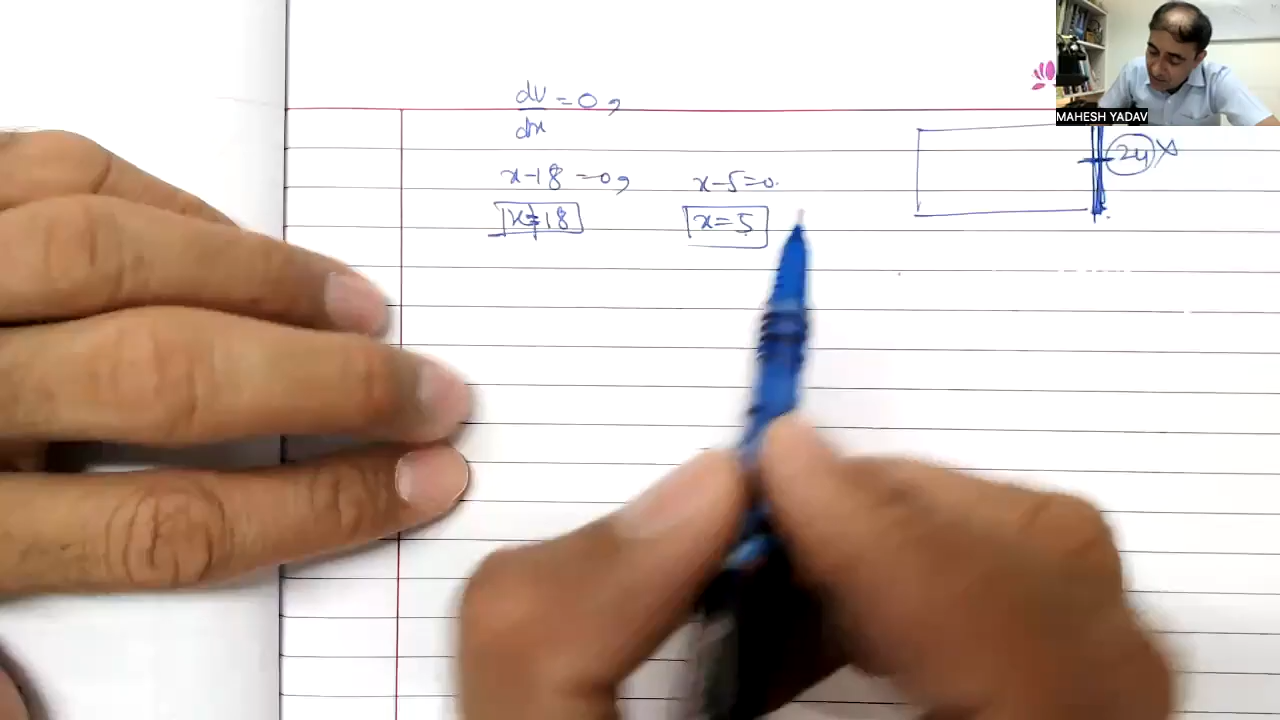 dv/dx = 0,
x-18 = 0, x-5=0.
x=18 x=5
24 x
MAHESH YADAV